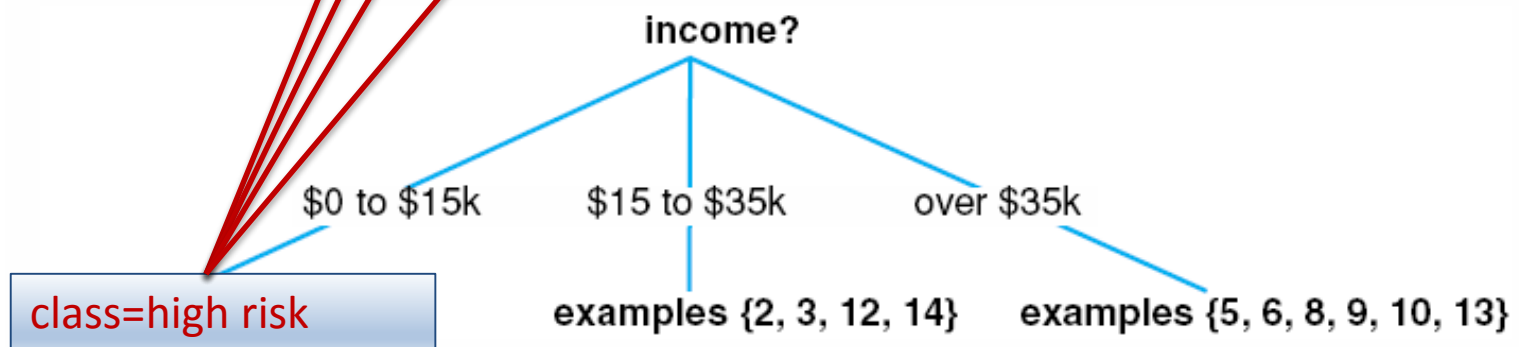 income?
$0 to $15k $15 to $35k over $35k
class=high risk examples {2, 3, 12, 14} examples {5, 6, 8, 9, 10, 13}